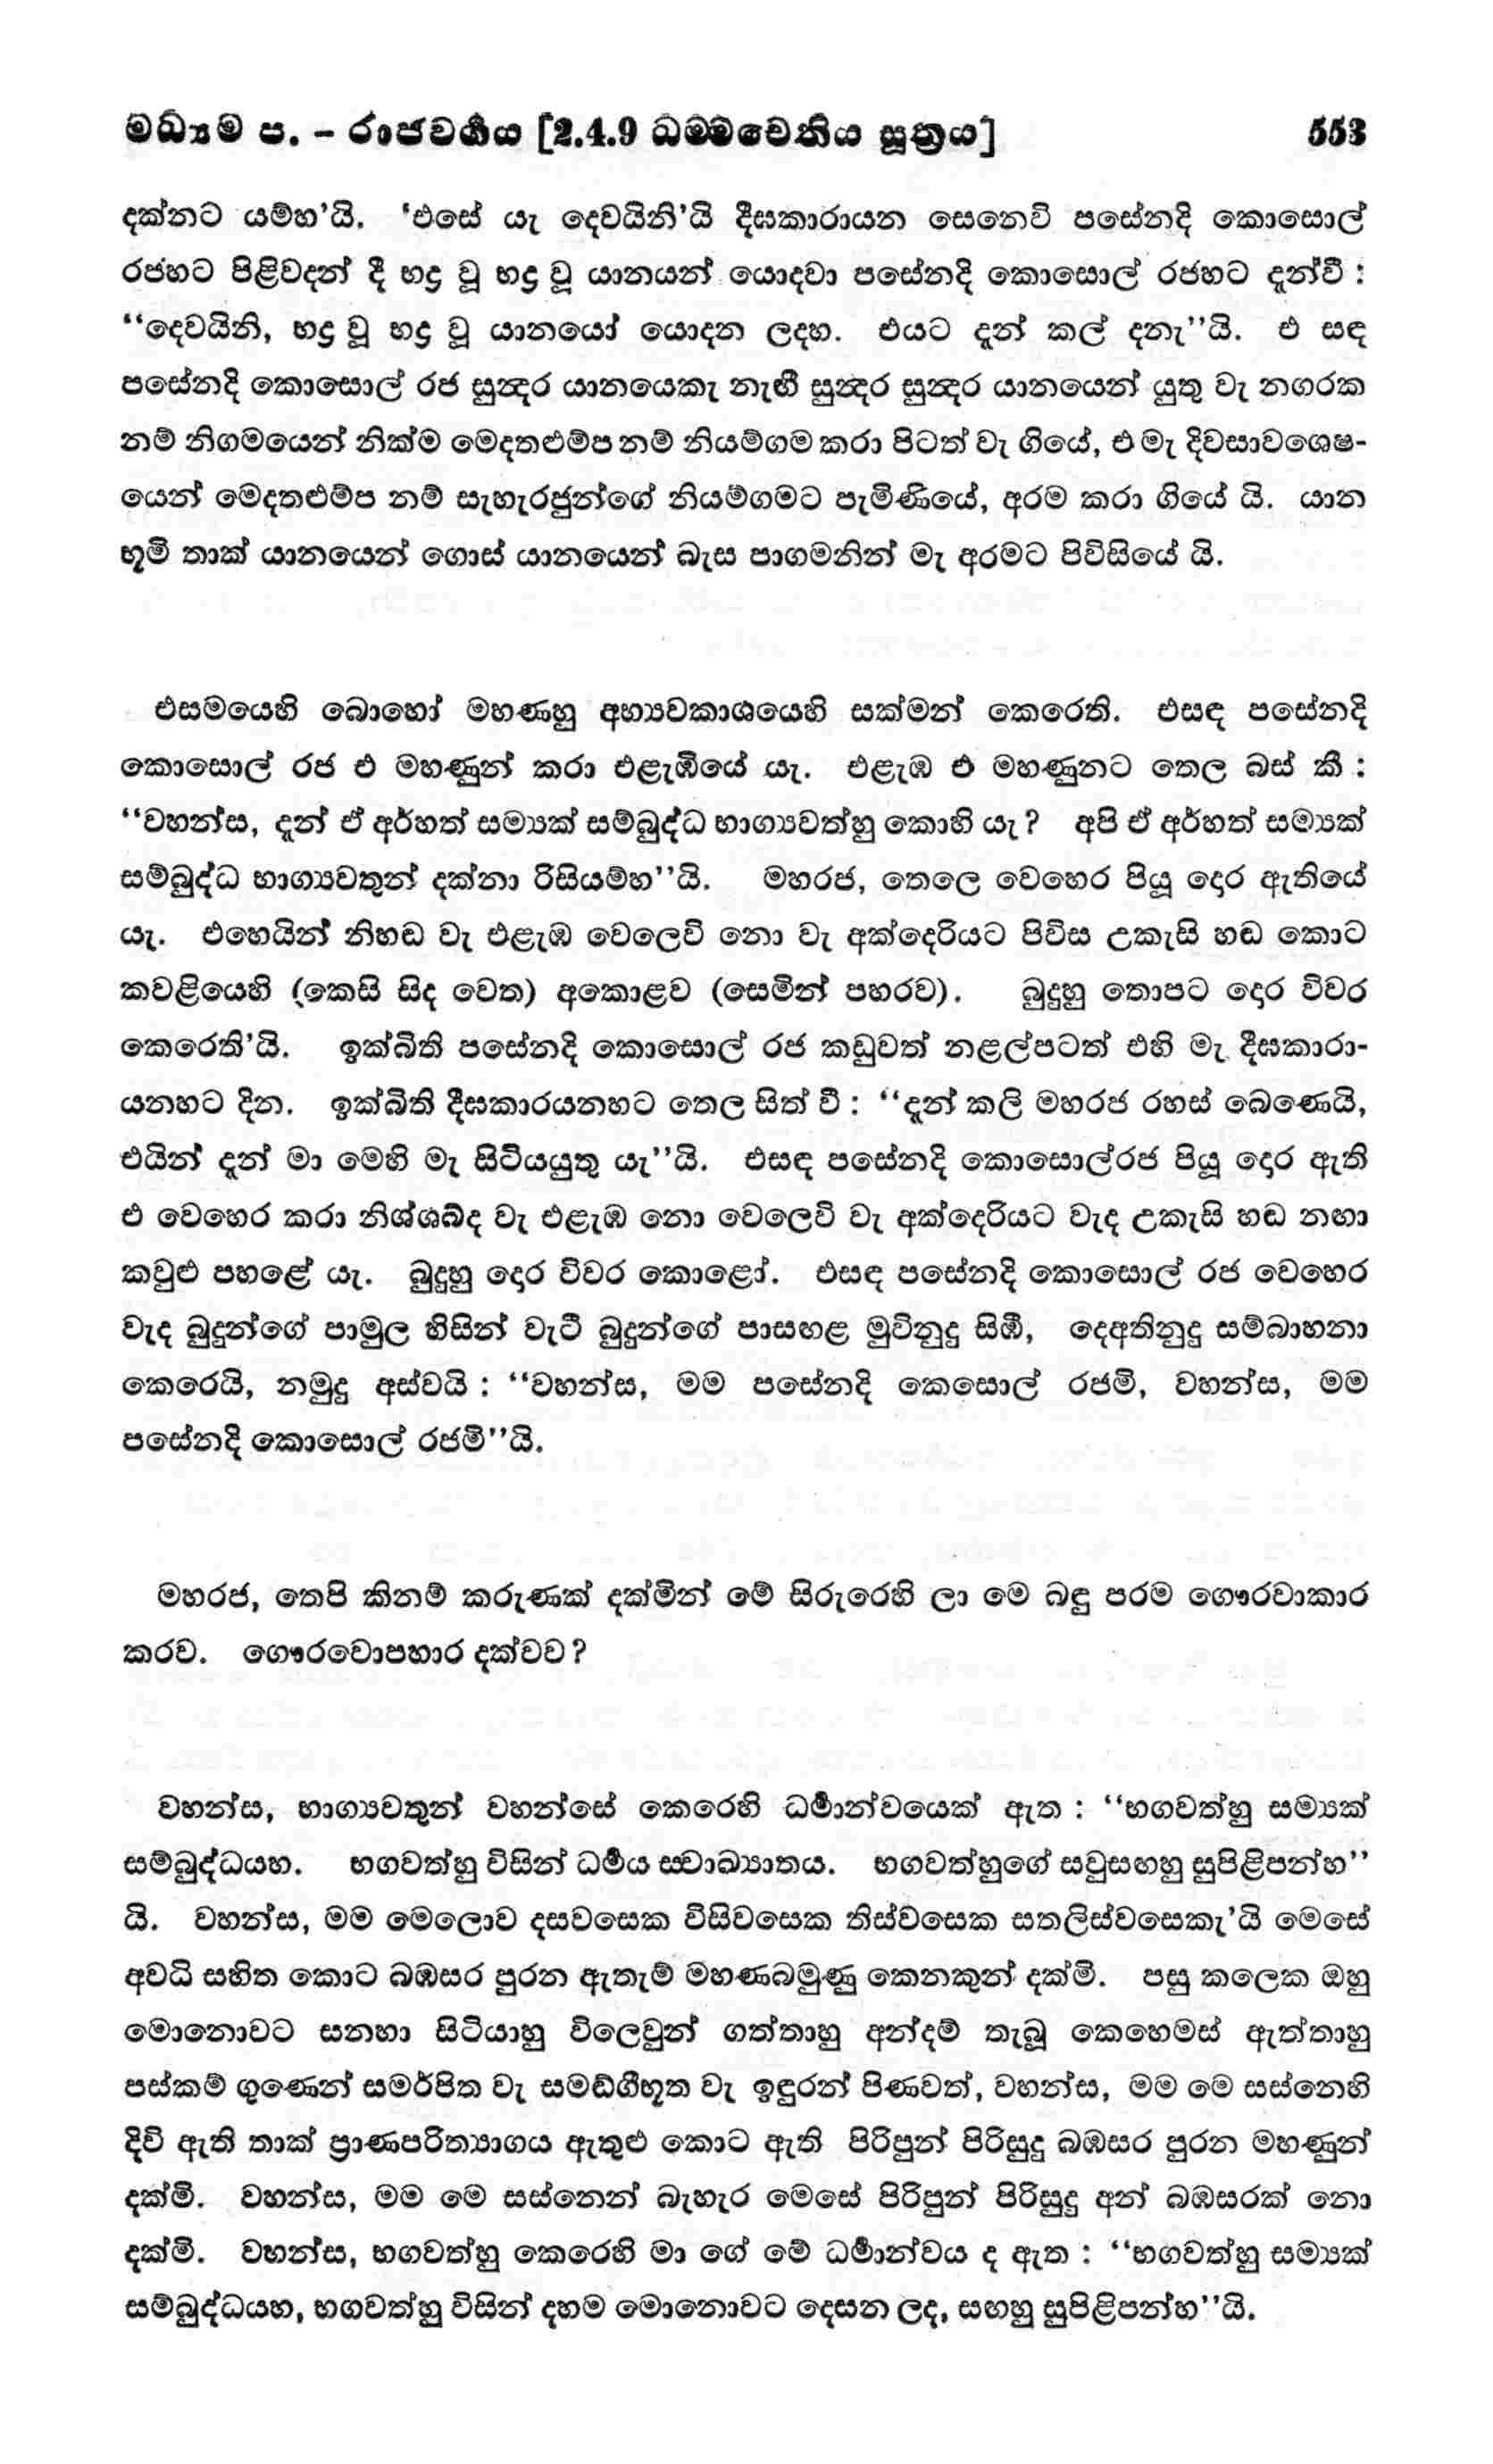 මධ්‍යම ප. – රාජවර්‍ගය [2.4.9 ධම්මචෙතිය සූත්‍රය] 553
දක්නට යම්හ’යි. ‘එසේ යැ දෙවයිනි’යි දීඝකාරායන සෙනෙවි පසේනදි කොසොල්
රජහට පිළිවදන් දී භද්‍ර වූ භද්‍ර වූ යානයන් යොදවා පසේනදි කොසොල් රජහට දැන්වී :
“දෙවයිනි, භද්‍ර වූ භද්‍ර වූ යානයෝ යොදන ලදහ. එයට දැන් කල් දනැ”යි. එ සඳ
පසේනදි කොසොල් රජ සුන්‍දර යානයෙකැ නැඟී සුන්‍දර සුන්‍දර යානයෙන් යුතු වැ නගරක
නම් නිගමයෙන් නික්ම මෙදතළුම්ප නම් නියම්ගම කරා පිටත් වැ ගියේ, එ මැ දිවසාවශෙෂ-
යෙන් මෙදතළුම්ප නම් සැහැරජුන්ගේ නියම්ගමට පැමිණියේ, අරම කරා ගියේ යි. යාන
භූමි තාක් යානයෙන් ගොස් යානයෙන් බැස පාගමනින් මැ අරමට පිවිසියේ යි.
එසමයෙහි බොහෝ මහණහු අභ්‍යවකාශයෙහි සක්මන් කෙරෙති. එසඳ පසේනදි
කොසොල් රජ එ මහණුන් කරා එළැඹියේ යැ. එළැඹ එ මහණුනට තෙල බස් කී :
“වහන්ස, දැන් ඒ අර්හත් සම්‍යක් සම්බුද්ධ භාග්‍යවත්හු කොහි යැ ? අපි ඒ අර්හත් සම්‍යක්
සම්බුද්ධ භාග්‍යවතුන් දක්නා රිසියම්හ”යි. මහරජ, තෙලෙ වෙහෙර පියූ දොර ඇතියේ
යැ. එහෙයින් නිහඬ වැ එළැඹ වෙලෙවි නො වැ අක්දෙරියට පිවිස උකැසි හඬ කොට
කවළියෙහි (කෙසි සිද වෙත) අකොළව (සෙමින් පහරව). බුදුහු තොපට දොර විවර
කෙරෙති’යි. ඉක්බිති පසේනදි කොසොල් රජ කඩුවත් නළල්පටත් එහි මැ දීඝකාරා-
යනහට දින. ඉක්බිති දීඝකාරයනහට තෙල සිත් වී : “දැන් කලි මහරජ රහස් බෙණෙයි,
එයින් දැන් මා මෙහි මැ සිටියයුතු යැ”යි. එසඳ පසේනදි කොසොල්රජ පියූ දොර ඇති
එ වෙහෙර කරා නිශ්ශබ්ද වැ එළැඹ නො වෙලෙවි වැ අක්දෙරියට වැද උකැසි හඬ නඟා
කවුළු පහළේ යැ. බුදුහු දොර විවර කොළෝ. එසඳ පසේනදි කොසොල් රජ වෙහෙර
වැද බුදුන්ගේ පාමුල හිසින් වැටී බුදුන්ගේ පාසඟළ මුවිනුදු සිඹී, දෙඅතිනුදු සම්බාහනා
කෙරෙයි, නමුදු අස්වයි : “වහන්ස, මම පසේනදි කෙසොල් රජමි, වහන්ස, මම
පසේනදි කොසොල් රජමි”යි.
මහරජ, තෙපි කිනම් කරුණක් දක්මින් මේ සිරුරෙහි ලා මෙ බඳු පරම ගෞරවාකාර
කරව. ගෞරවොපහාර දක්වව ?
වහන්ස, භාග්‍යවතුන් වහන්සේ කෙරෙහි ධර්‍මාන්වයෙක් ඇත : “භගවත්හු සම්‍යක්
සම්බුද්ධයහ. භගවත්හු විසින් ධර්‍මය ස්වාඛ්‍යාතය. භගවත්හුගේ සව්සඟහු සුපිළිපන්හ”
යි. වහන්ස, මම මෙලොව දසවසෙක විසිවසෙක තිස්වසෙක සතලිස්වසෙකැ’යි මෙසේ
අවධි සහිත කොට බඹසර පුරන ඇතැම් මහණබමුණු කෙනකුන් දක්මි. පසු කලෙක ඔහු
මොනොවට සනහා සිටියාහු විලෙවුන් ගත්තාහු අන්දම් තැබූ කෙහෙමස් ඇත්තාහු
පස්කම් ගුණෙන් සමර්පිත වැ සමඞ්ගීභූත වැ ඉඳුරන් පිණවත්, වහන්ස, මම මෙ සස්නෙහි
දිවි ඇති තාක් ප්‍රාණපරිත්‍යාගය ඇතුළු කොට ඇති පිරිපුන් පිරිසුදු බඹසර පුරන මහණුන්
දක්මි. වහන්ස, මම මෙ සස්නෙන් බැහැර මෙසේ පිරිපුන් පිරිසුදු අන් බඹසරක් නො
දක්මි. වහන්ස, භගවත්හු කෙරෙහි මා ගේ මේ ධර්‍මාන්වය ද ඇත : “භගවත්හු සම්‍යක්
සම්බුද්ධයහ, භගවත්හු විසින් දහම මොනොවට දෙසන ලද, සඟහු සුපිළිපන්හ”යි.